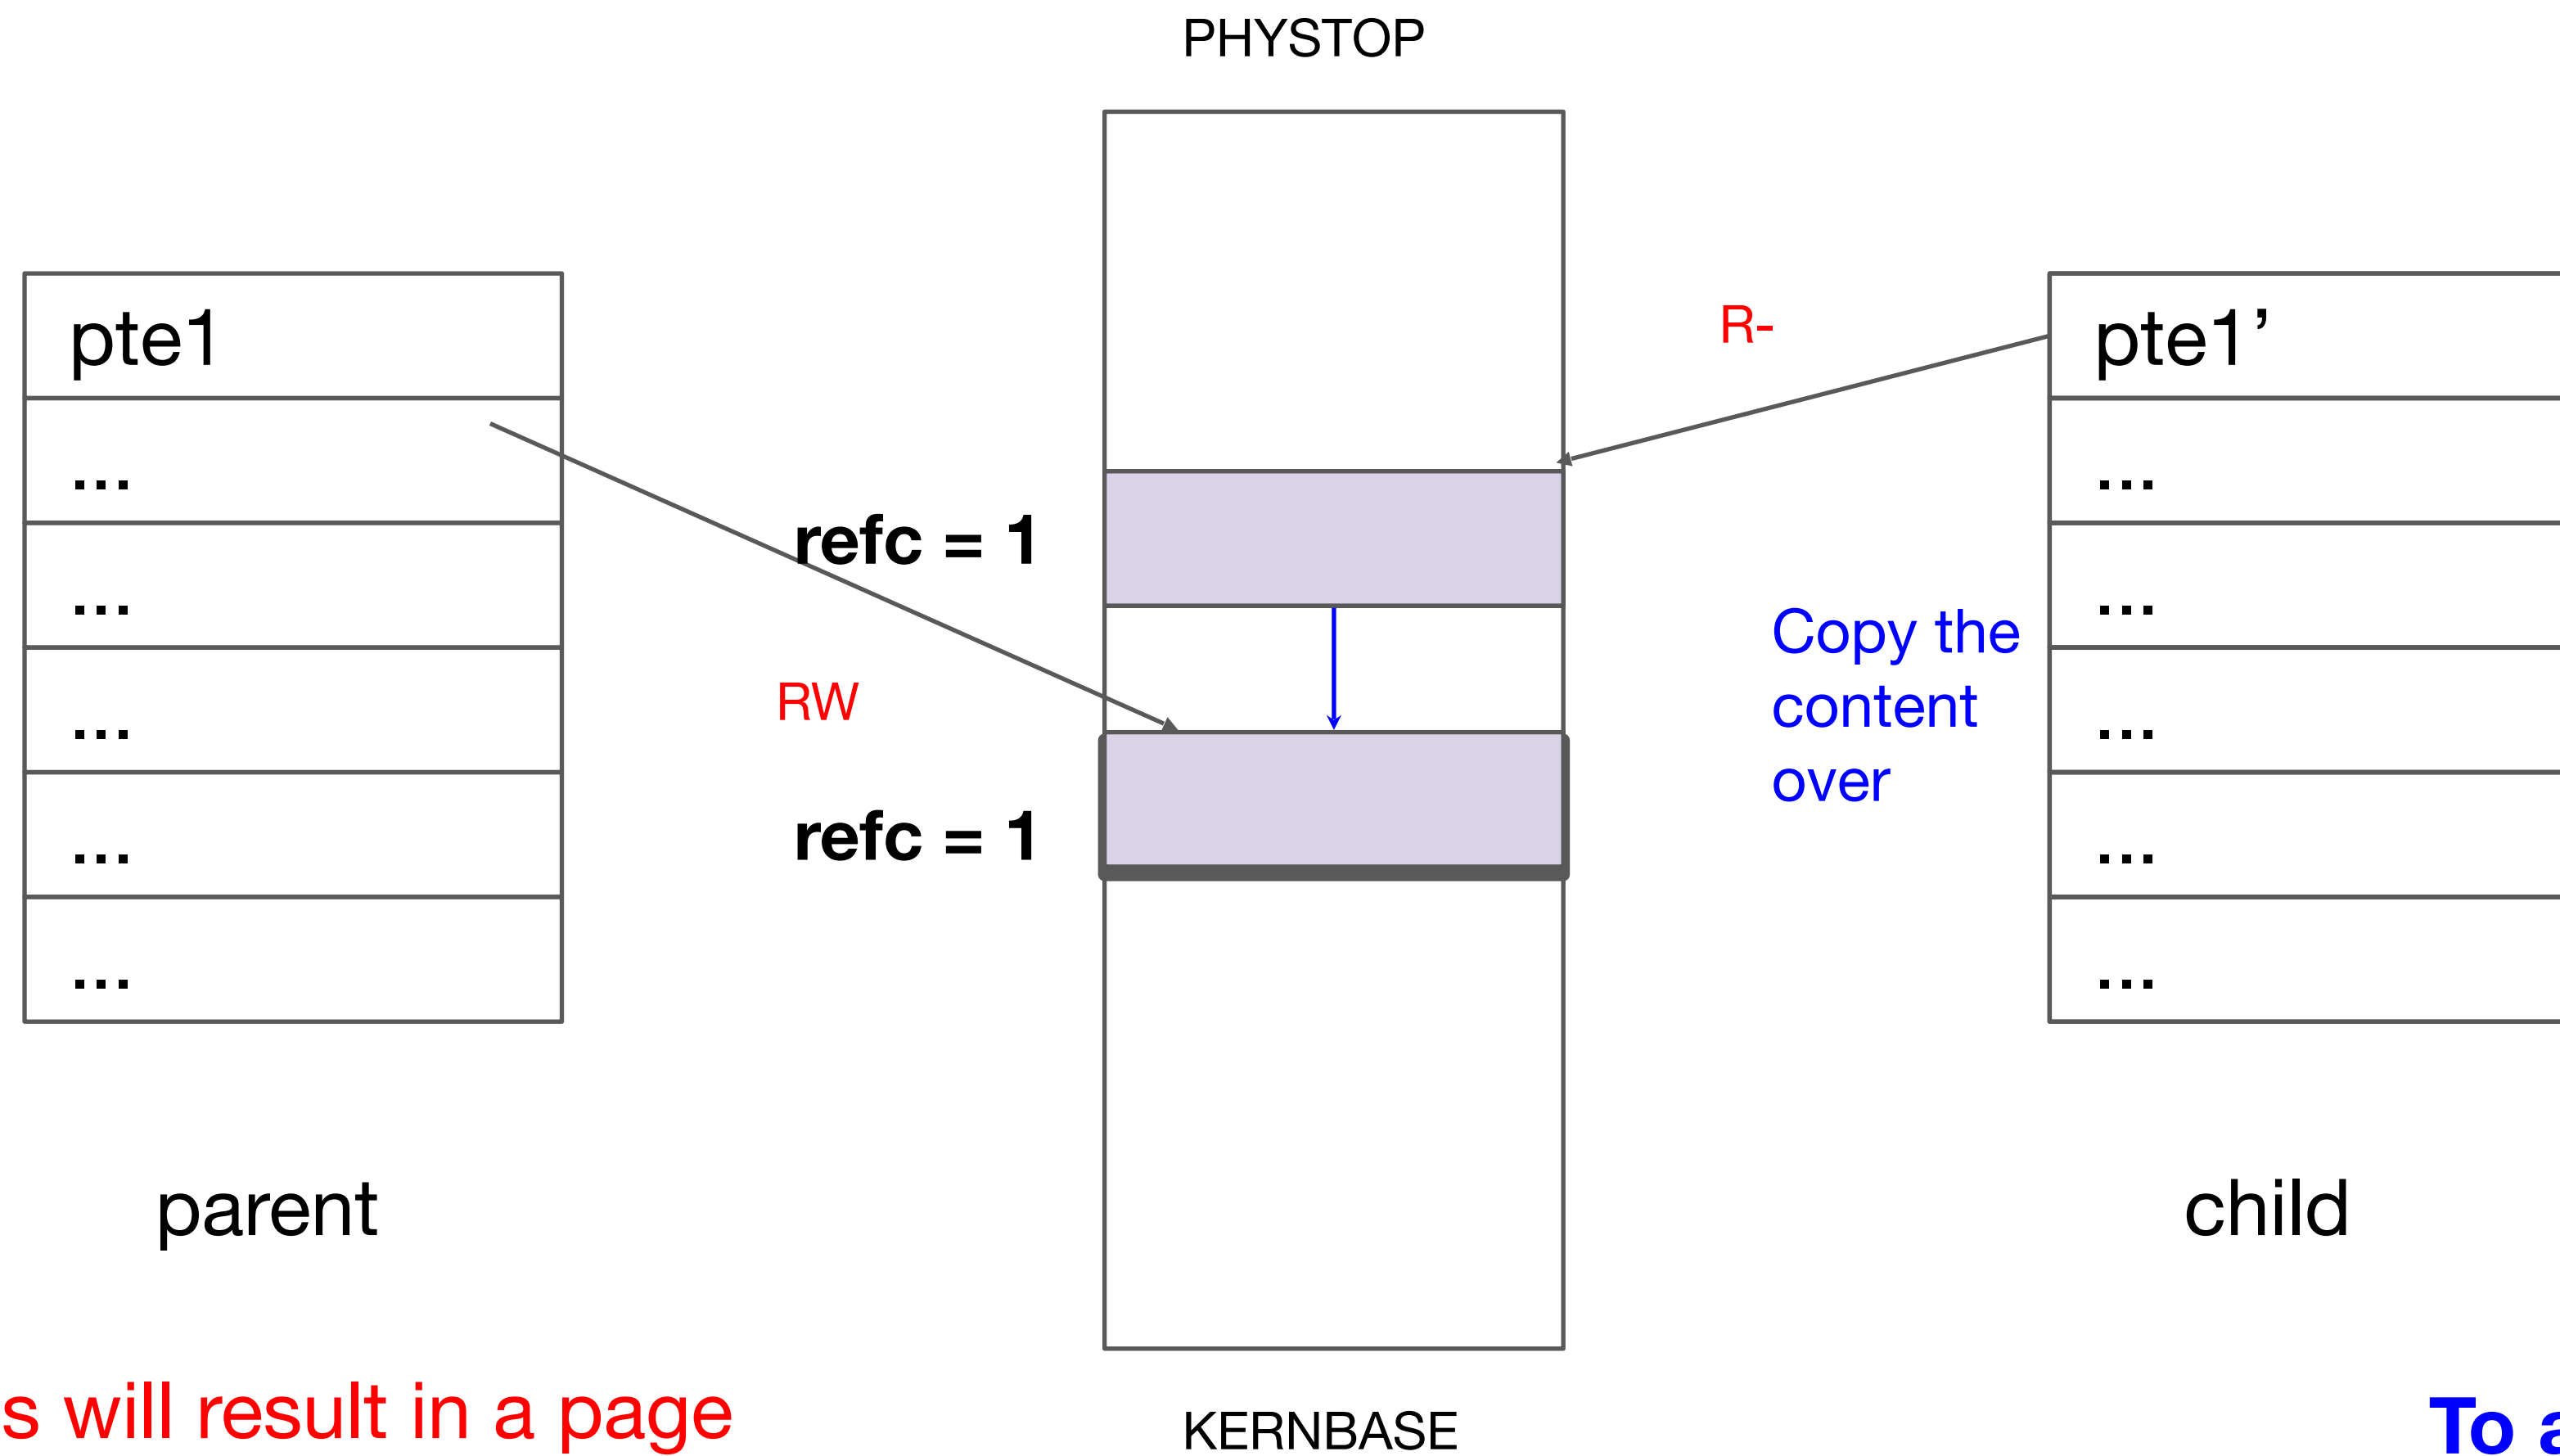 PHYSTOP
pte1
...
...
...
...
...
refc = 1
RW
refc = 1
R-
Copy the
content
over
pte1’
...
...
...
...
...
parent
child
s will result in a page
KERNBASE
To a